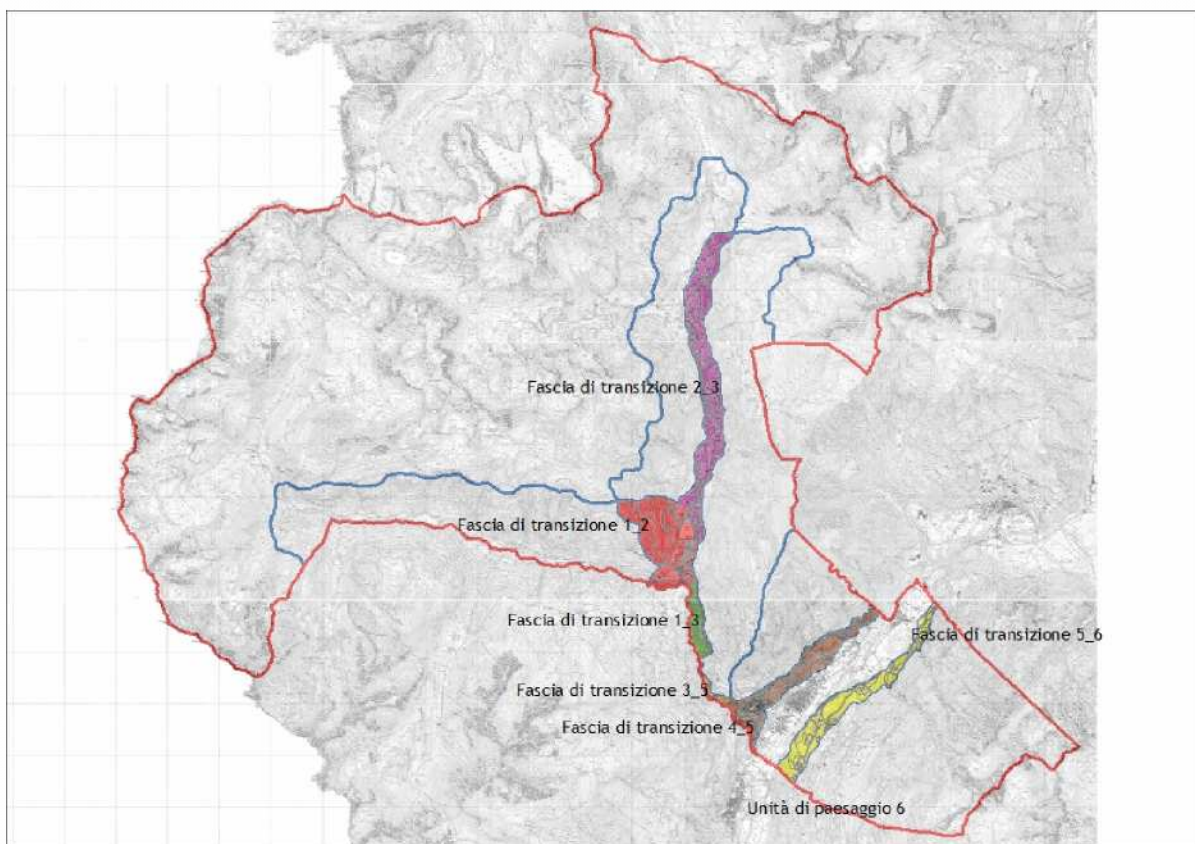 Fascia di transizione 2_3
Fascia di transizione 1_2
Fascia di transizione 1_3
Fascia di transizione 5_6
Fascia di transizione 3_5
Fascia di transizione 4_5
Unità di paesaggio 6